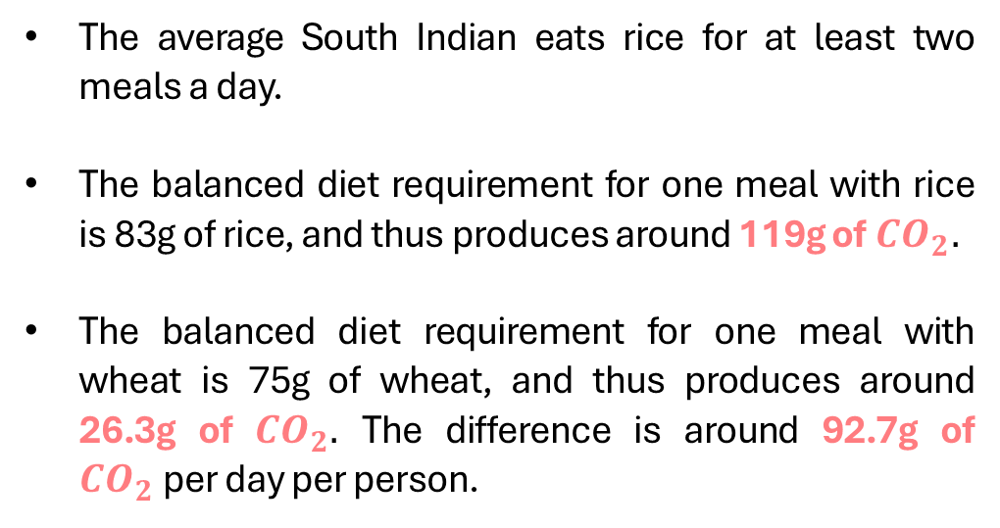 • The average South Indian eats rice for at least two
meals a day.
• The balanced diet requirement for one meal with rice
is 83g of rice, and thus produces around 119g of CO₂.
• The balanced diet requirement for one meal with
wheat is 75g of wheat, and thus produces around
26.3g of CO₂. The difference is around 92.7g of
CO₂ per day per person.